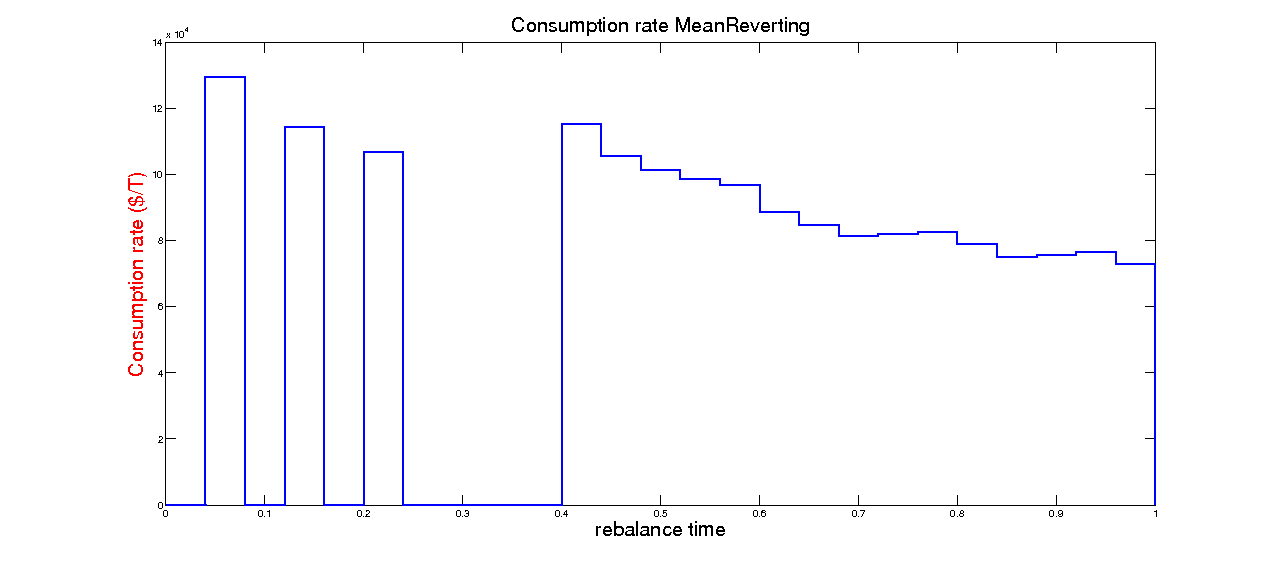 Consumption rate MeanReverting
x 10^4
14
12
10
8
6
4
2
0
Consumption rate ($/T)
0 0.1 0.2 0.3 0.4 0.5 0.6 0.7 0.8 0.9 1
rebalance time